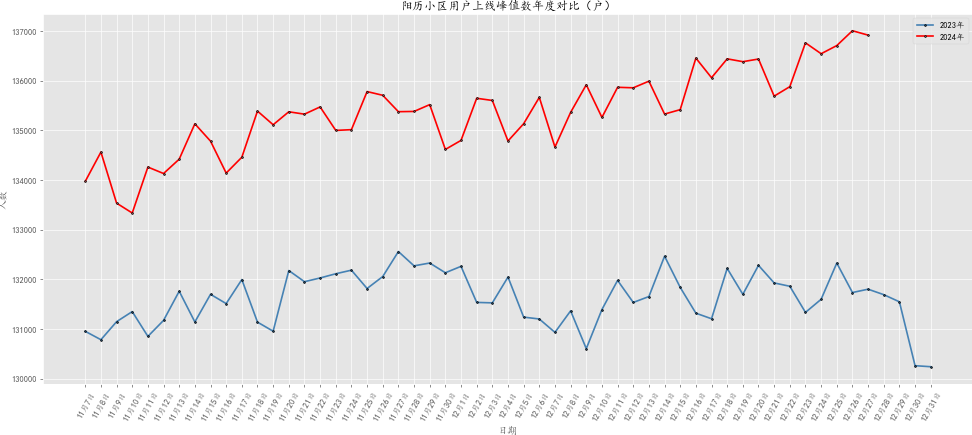 阳历小区用户上线峰值数年度对比（户）
2023年
2024年
137000
136000
135000
134000
133000
132000
131000
130000
人数
11月7日
11月8日
11月9日
11月10日
11月11日
11月12日
11月13日
11月14日
11月15日
11月16日
11月17日
11月18日
11月19日
11月20日
11月21日
11月22日
11月23日
11月24日
11月25日
11月26日
11月27日
11月28日
11月29日
11月30日
12月1日
12月2日
12月3日
12月4日
12月5日
12月6日
12月7日
12月8日
12月9日
12月10日
12月11日
12月12日
12月13日
12月14日
12月15日
12月16日
12月17日
12月18日
12月19日
12月20日
12月21日
12月22日
12月23日
12月24日
12月25日
12月26日
12月27日
12月28日
12月29日
12月30日
12月31日
日期